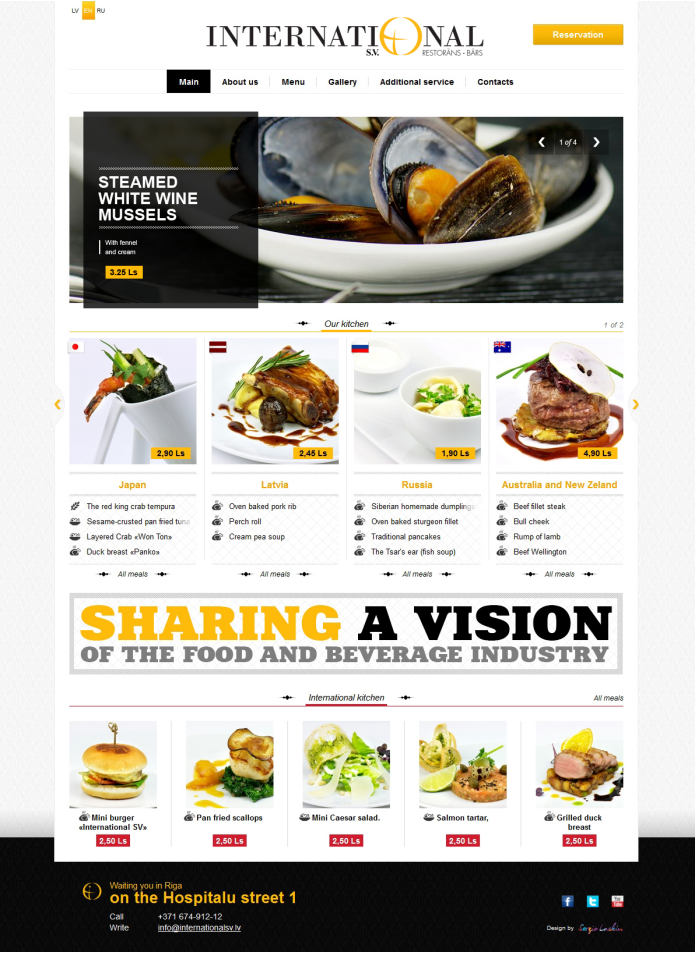 LV EN RU
INTERNATIONAL
S.V. RESTORĀNS - BĀRS
Reservation
Main About us Menu Gallery Additional service Contacts
1 of 4
STEAMED
WHITE WINE
MUSSELS
With fennel
and cream
3.25 Ls
Our kitchen
1 of 2
2,90 Ls 2,45 Ls 1,90 Ls 4,90 Ls
Japan
The red king crab tempura
Sesame-crusted pan fried tuna
Layered Crab «Won Ton»
Duck breast «Panko»
All meals
Latvia
Oven baked pork rib
Perch roll
Cream pea soup
All meals
Russia
Siberian homemade dumplings
Oven baked sturgeon fillet
Traditional pancakes
The Tsar's ear (fish soup)
All meals
Australia and New Zeland
Beef fillet steak
Bull cheek
Rump of lamb
Beef Wellington
All meals
SHARING A VISION
OF THE FOOD AND BEVERAGE INDUSTRY
International kitchen
All meals
Mini burger
«International SV»
2,50 Ls
Pan fried scallops
2,50 Ls
Mini Caesar salad.
2,50 Ls
Salmon tartar,
2,50 Ls
Grilled duck
breast
2,50 Ls
Waiting you in Riga
on the Hospitalu street 1
Call +371 674-912-12
Write info@internationalsv.lv
You Tube
Design by